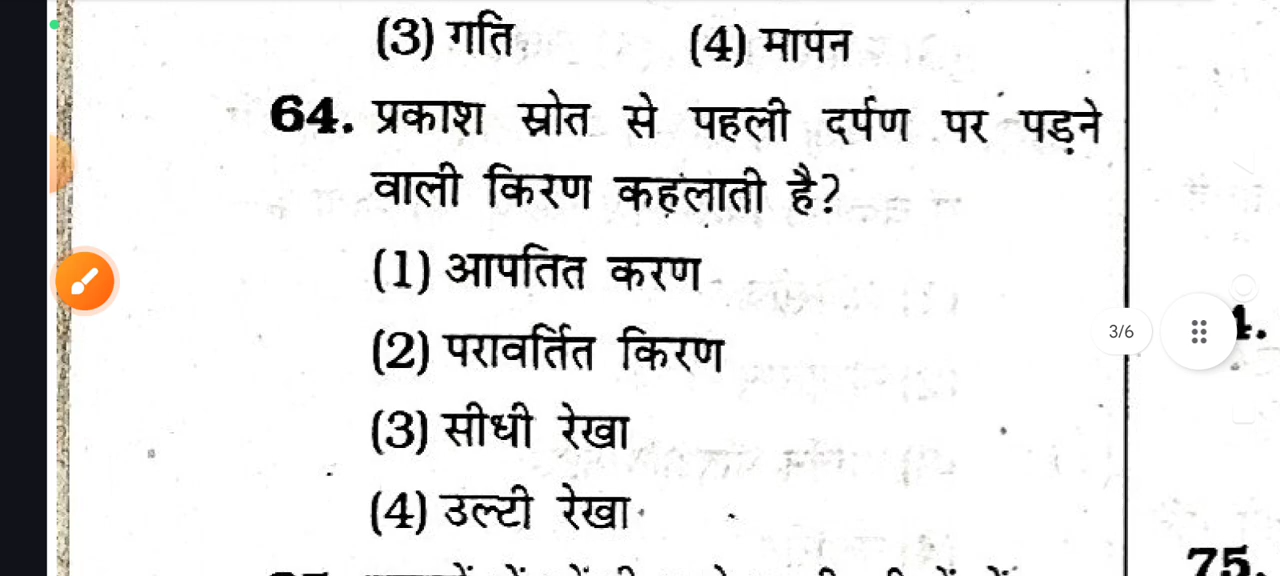 (3) गति (4) मापन
64. प्रकाश स्रोत से पहली दर्पण पर पड़ने
वाली किरण कहलाती है?
(1) आपतित करण
(2) परावर्तित किरण
3/6
(3) सीधी रेखा
(4) उल्टी रेखा
75.